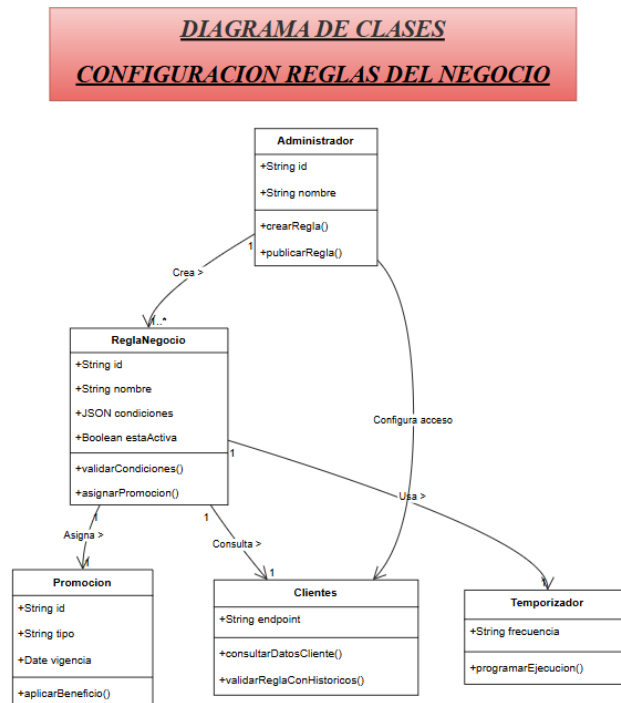 DIAGRAMA DE CLASES
CONFIGURACION REGLAS DEL NEGOCIO
Administrador
+String id
+String nombre
+crearRegla()
+publicarRegla()
1
Crea >
1..*
ReglaNegocio
+String id
+String nombre
+JSON condiciones
+Boolean estaActiva
+validarCondiciones()
+asignarPromocion()
Configura acceso
1
Usa >
1
1
Asigna >
1
1
Consulta >
1
Promocion
+String id
+String tipo
+Date vigencia
+aplicarBeneficio()
Clientes
+String endpoint
+consultarDatosCliente()
+validarReglaConHistoricos()
Temporizador
+String frecuencia
+programarEjecucion()